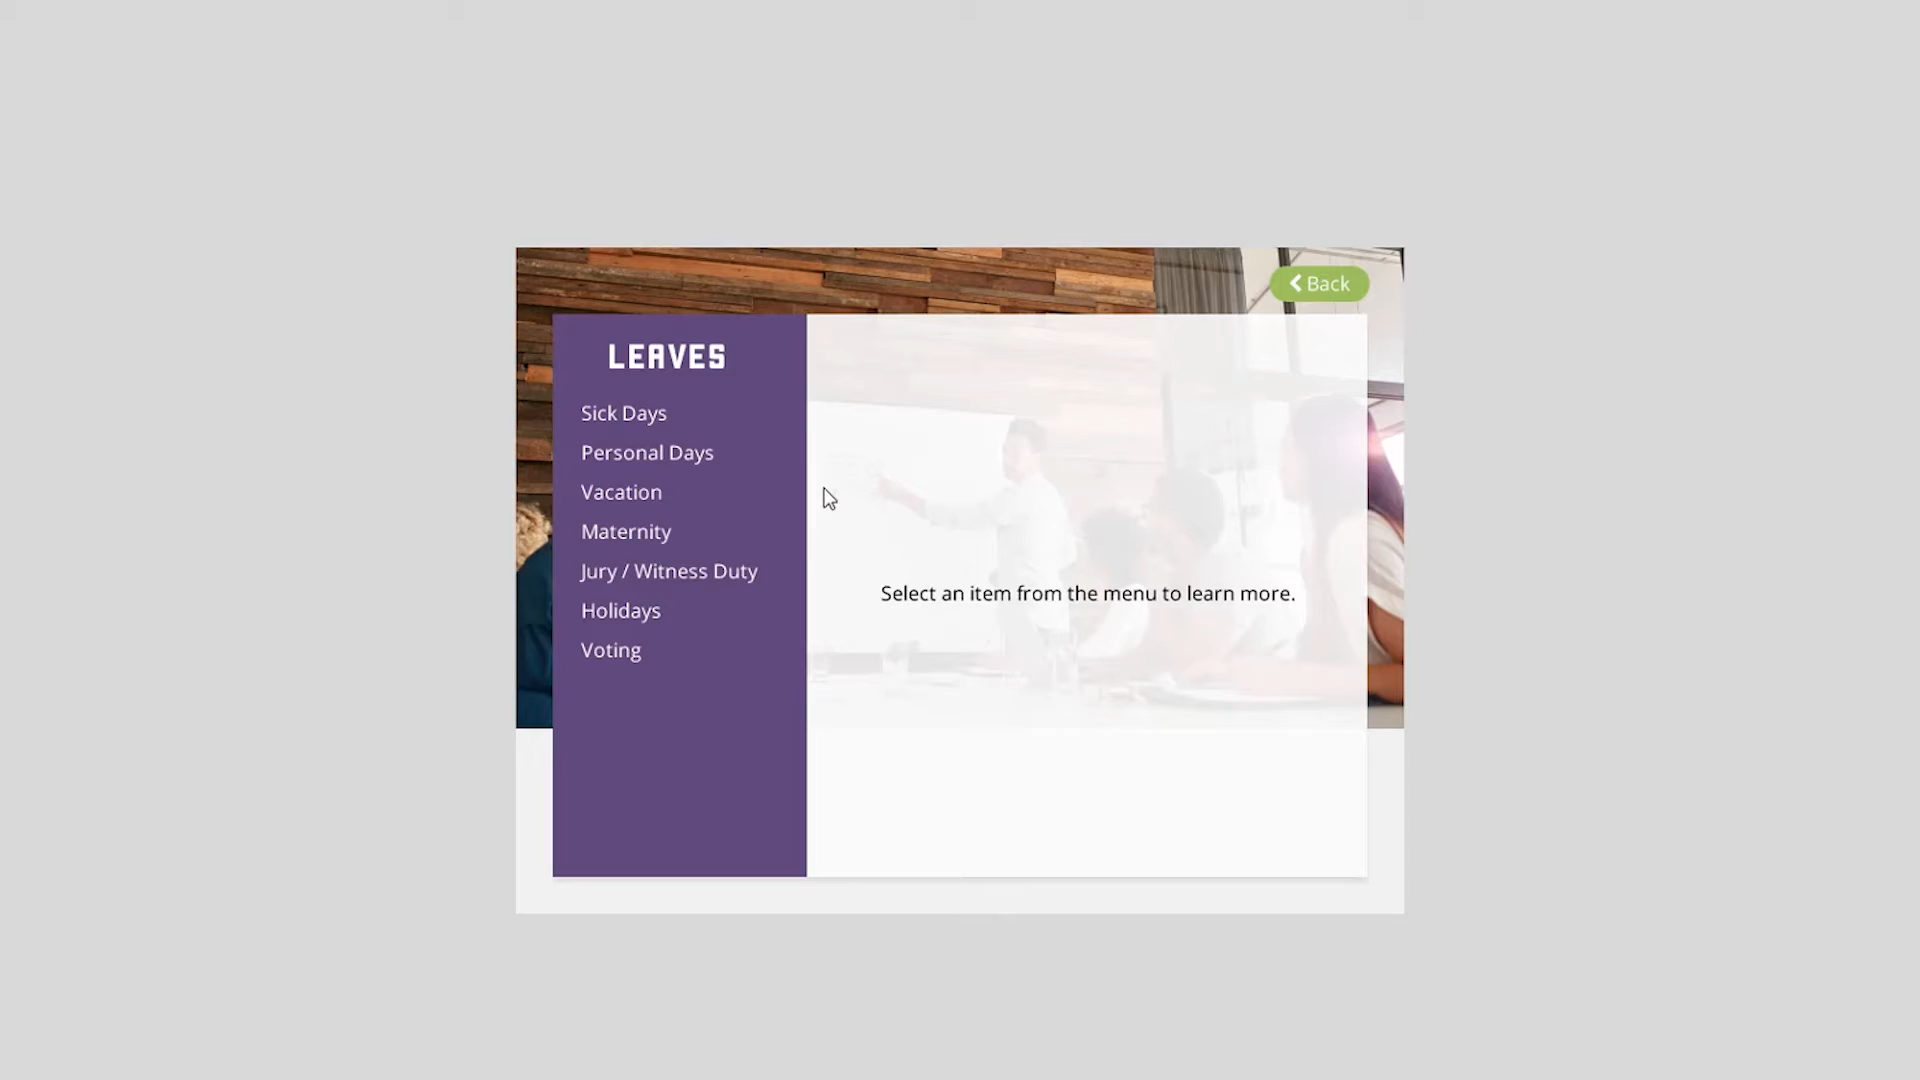 Back
LEAVES
Sick Days
Personal Days
Vacation
Maternity
Jury / Witness Duty
Holidays
Voting
Select an item from the menu to learn more.